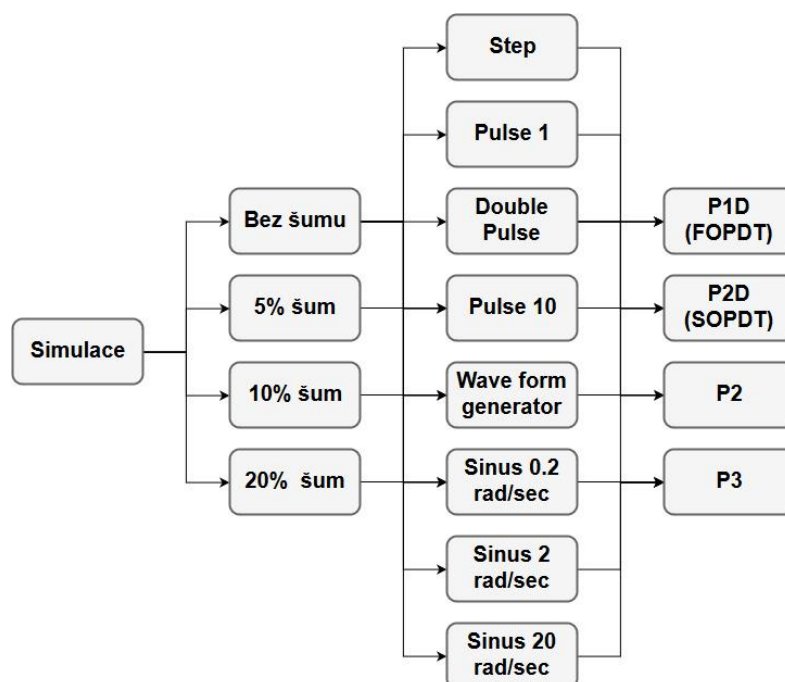 Simulace
Bez šumu
5% šum
10% šum
20% šum
Step
Pulse 1
Double
Pulse
Pulse 10
Wave form
generator
Sinus 0.2
rad/sec
Sinus 2
rad/sec
Sinus 20
rad/sec
P1D
(FOPDT)
P2D
(SOPDT)
P2
P3